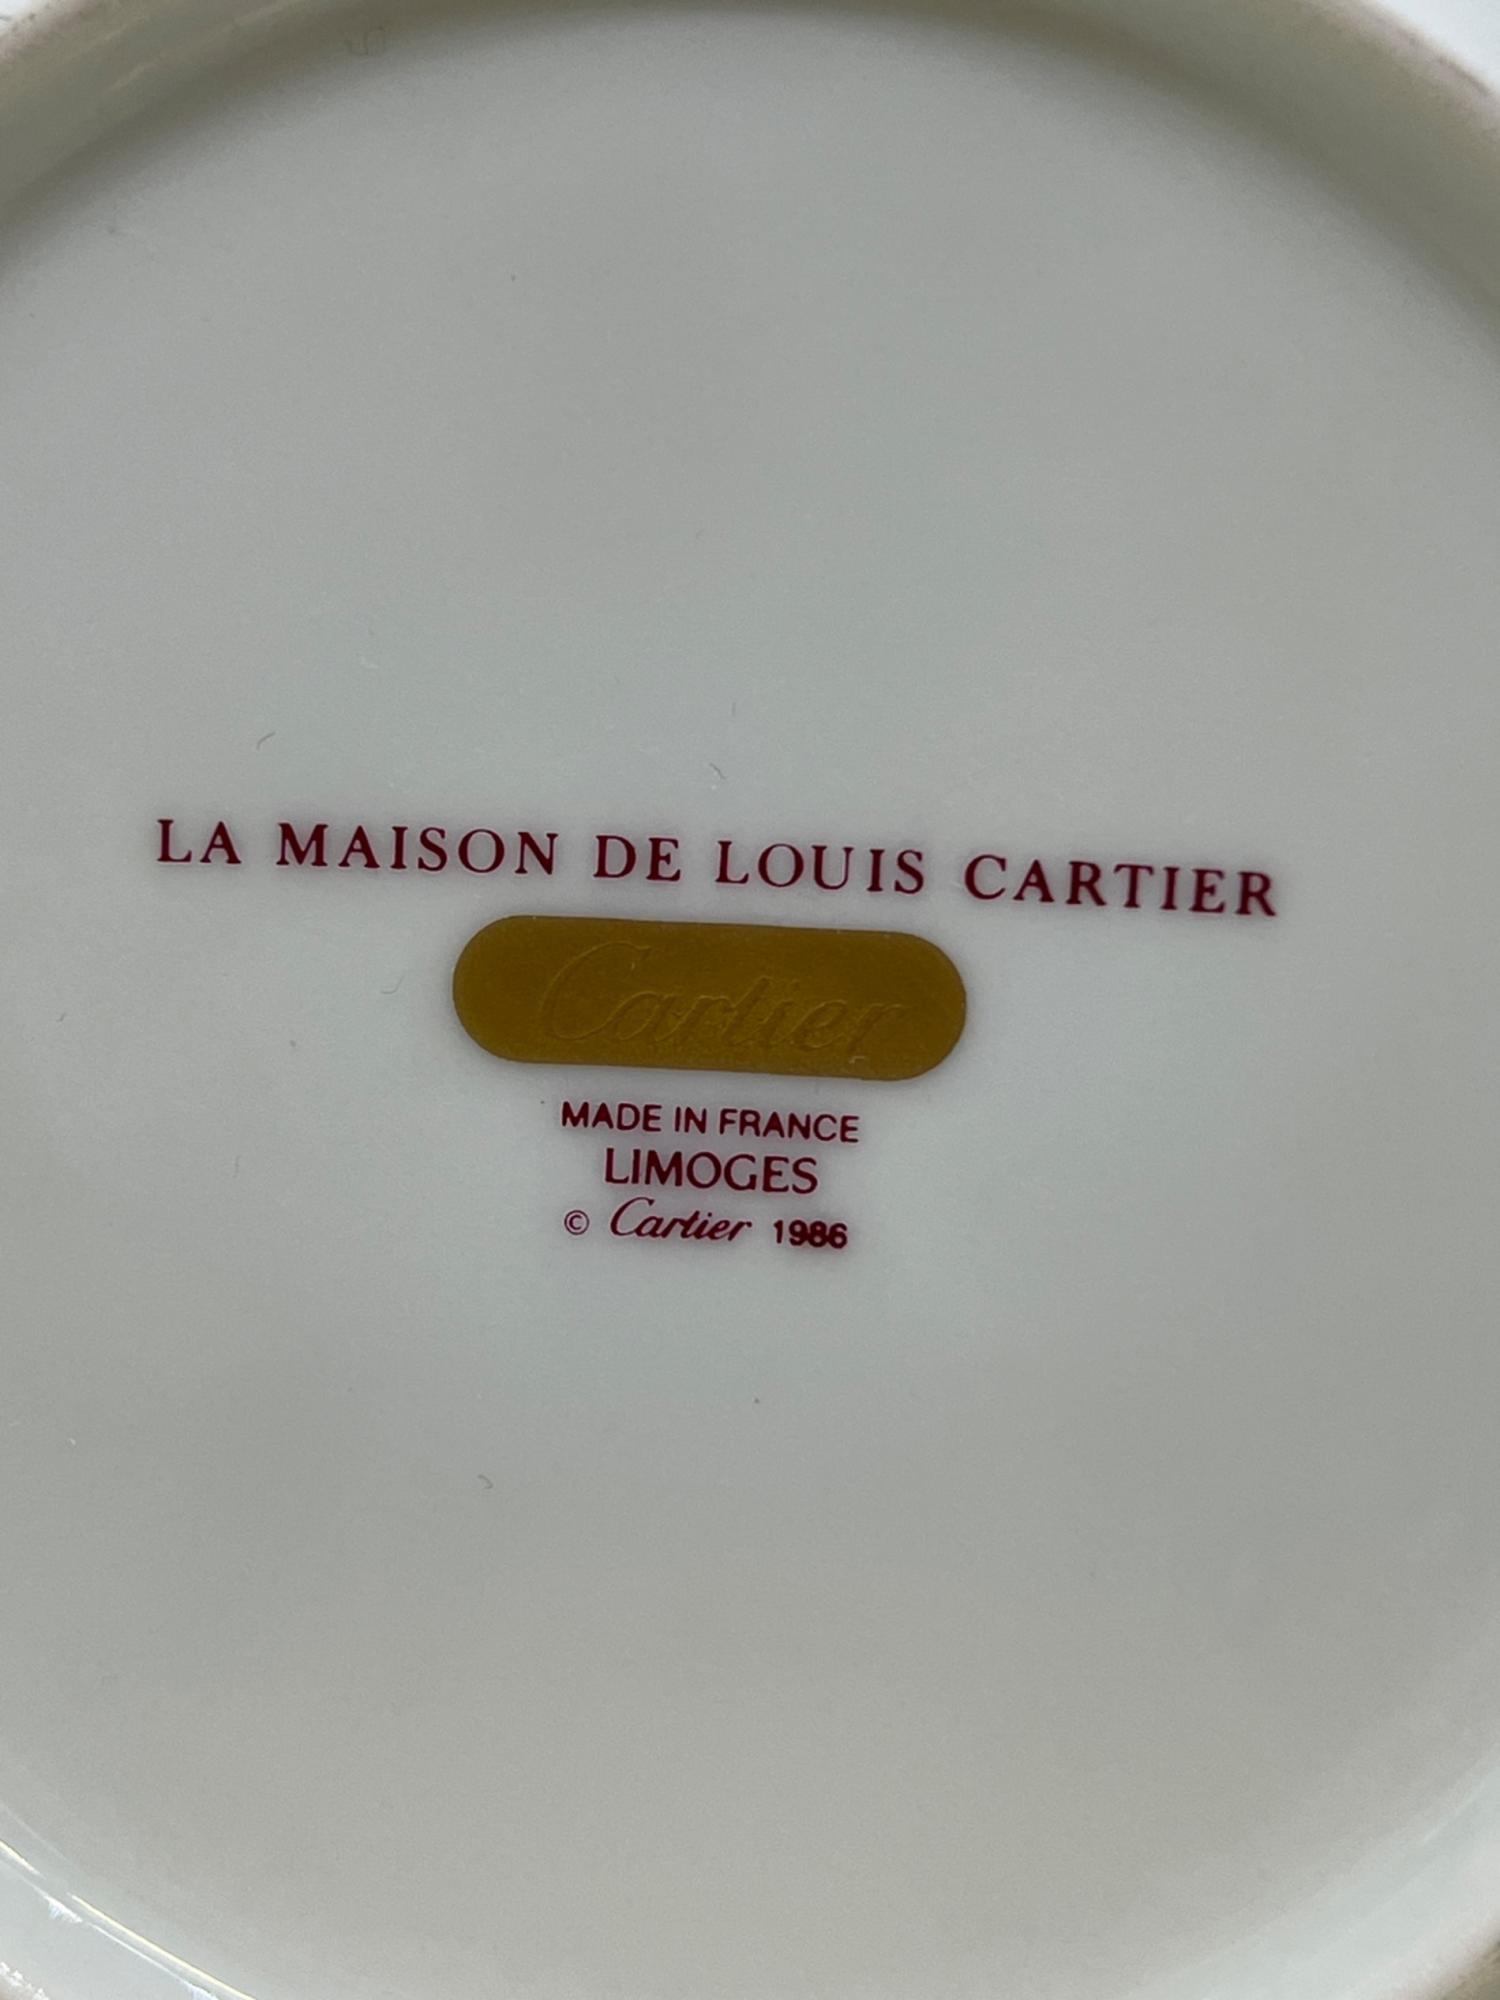 LA MAISON DE LOUIS CARTIER
Cartier
MADE IN FRANCE
LIMOGES
© Cartier 1986